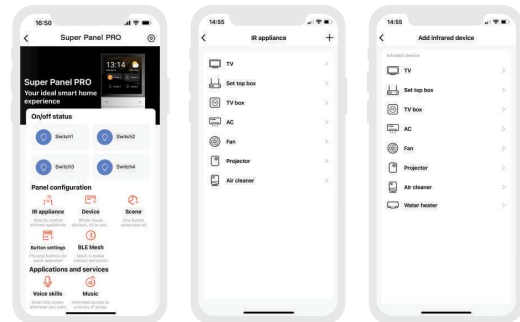 16:50
Super Panel PRO
13:14
Super Panel PRO
Your ideal smart home
experience
On/off status
Switch1
Switch2
Switch3
Switch4
Panel configuration
IR appliance
Device
Scene
Button settings
BLE Mesh
Applications and services
Voice skills
Music
14:55
IR appliance
TV
Set top box
TV box
AC
Fan
Projector
Air cleaner
14:55
Add infrared device
Infrared device
TV
Set top box
TV box
AC
Fan
Projector
Air cleaner
Water heater